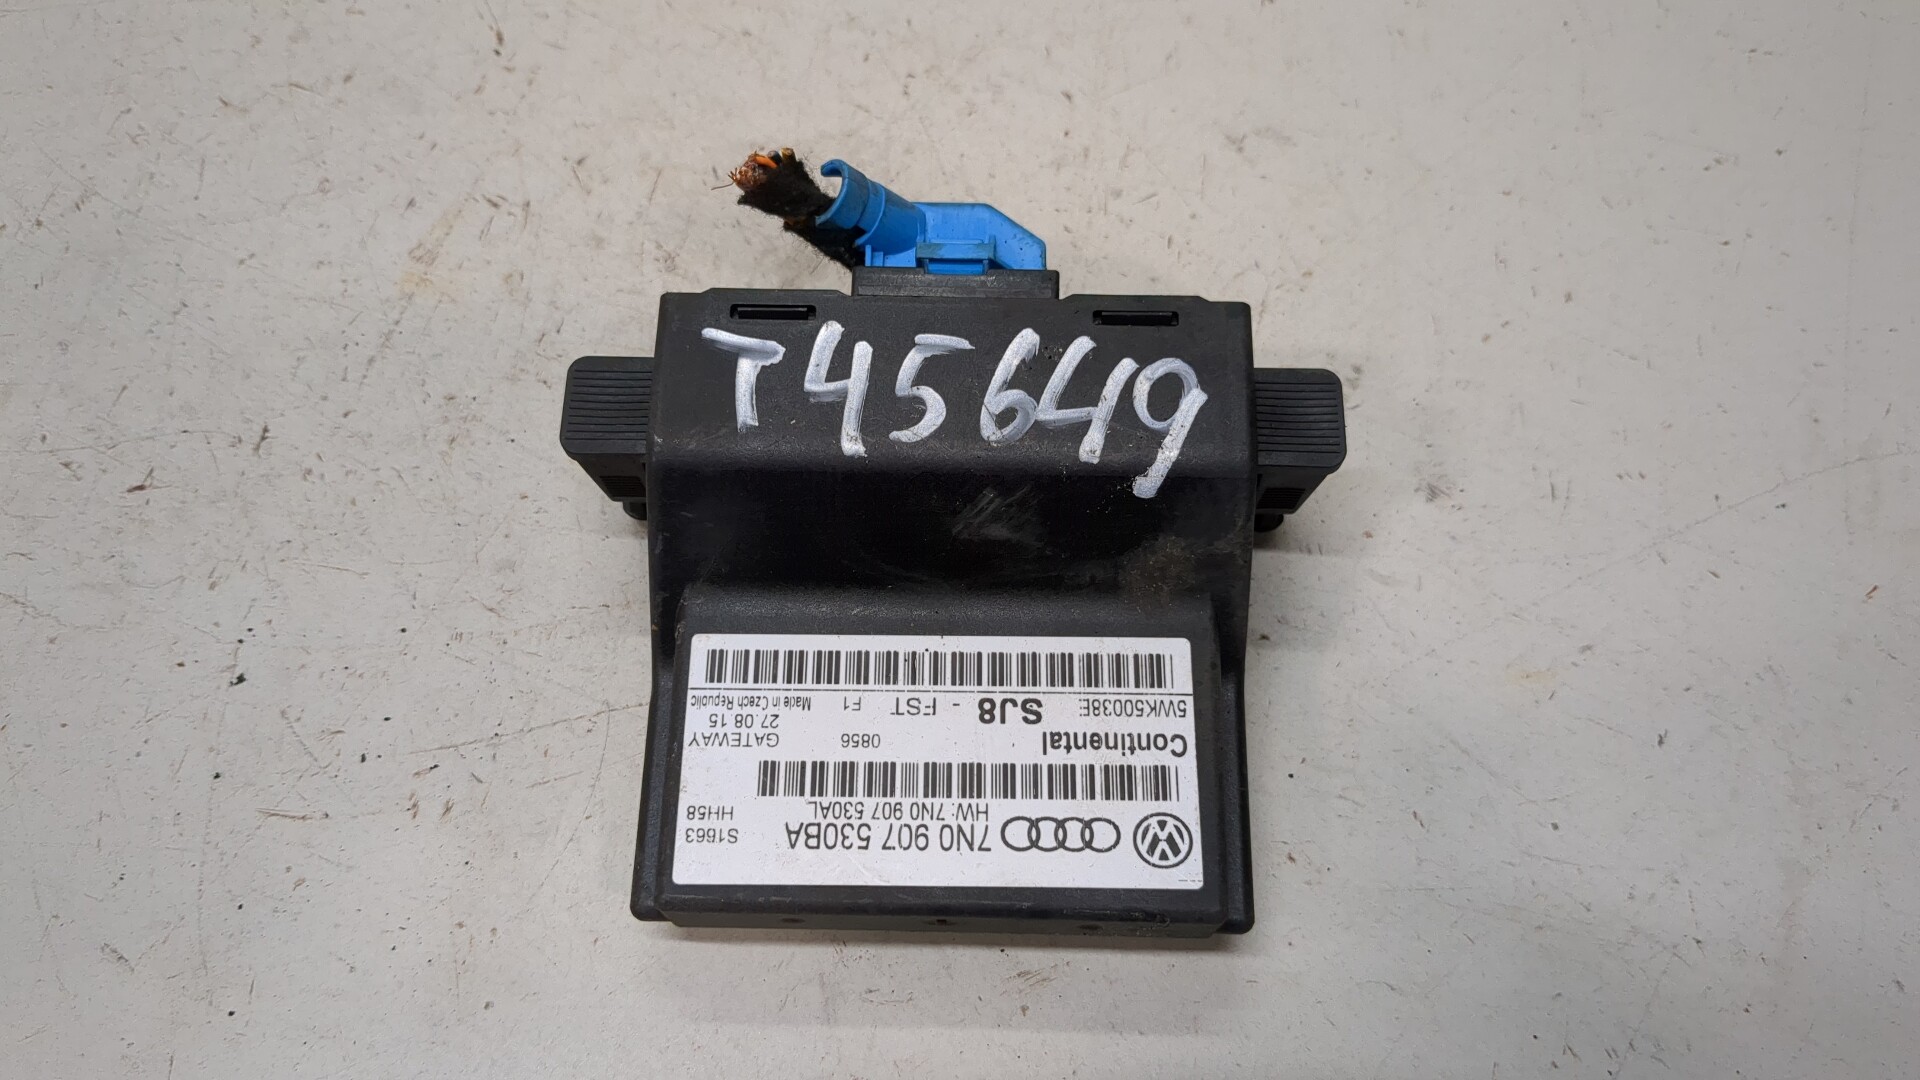 T45649
7N0 907 530BA
HW: 7N0 907 530AL
S1663
HH58
Continental
0856
GATEWAY
5WK50038E
SJ8 - FST F1
27.08.15
Made in Czech Republic